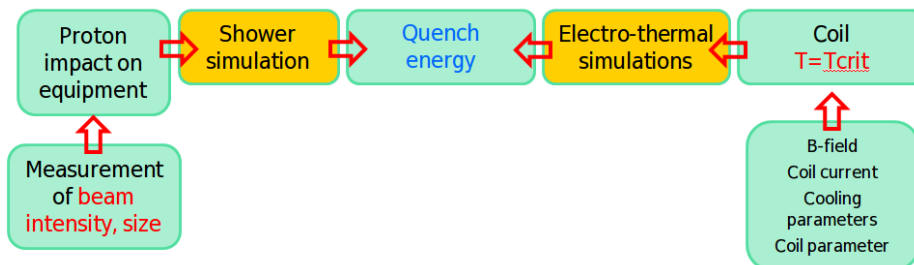 Proton
impact on
equipment
Shower
simulation
Quench
energy
Electro-thermal
simulations
Coil
T=Tcrit
Measurement
of beam
intensity, size
B-field
Coil current
Cooling
parameters
Coil parameter